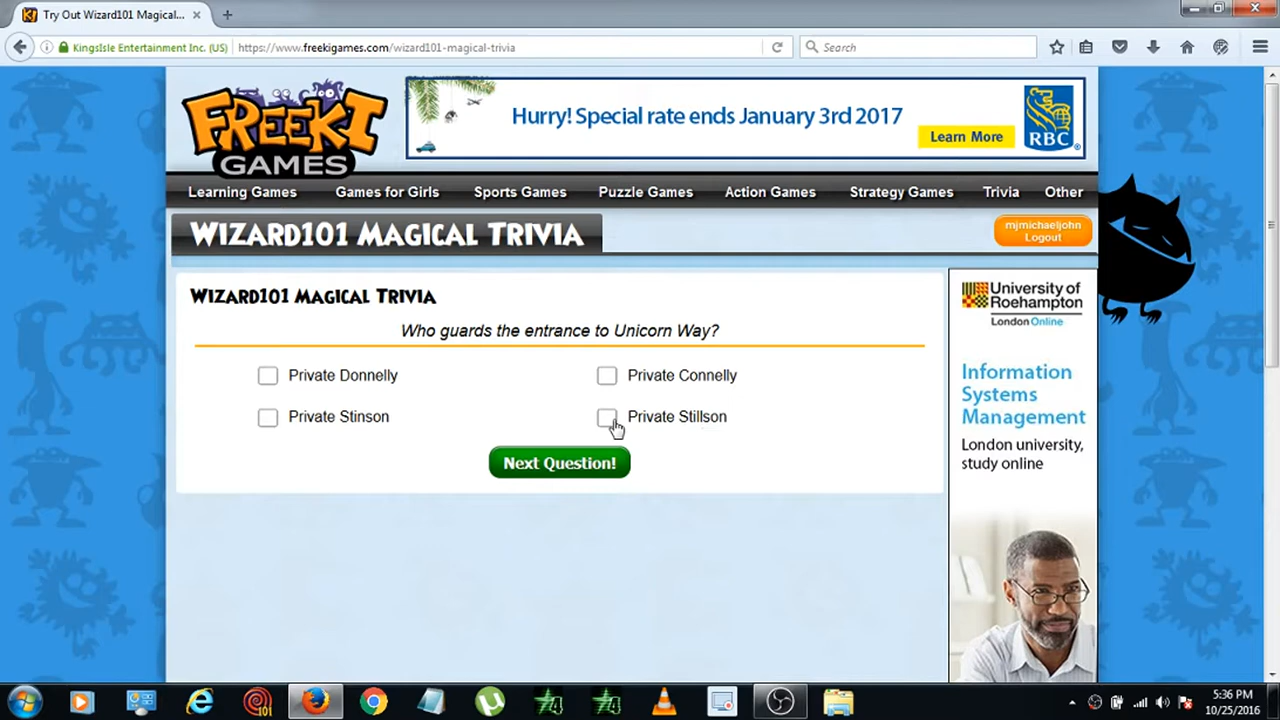 Try Out Wizard101 Magical...
KingsIsle Entertainment Inc. (US)
https://www.freekigames.com/wizard101-magical-trivia
Search
FREEKI
GAMES
Hurry! Special rate ends January 3rd 2017
Learn More
RBC
Learning Games
Games for Girls
Sports Games
Puzzle Games
Action Games
Strategy Games
Trivia
Other
WIZARD101 MAGICAL TRIVIA
mjmichaeljohn
Logout
WIZARD101 MAGICAL TRIVIA
Who guards the entrance to Unicorn Way?
Private Donnelly
Private Connelly
Private Stinson
Private Stillson
Next Question!
University of
Roehampton
London Online
Information
Systems
Management
London university,
study online
101
5:36 PM
10/25/2016